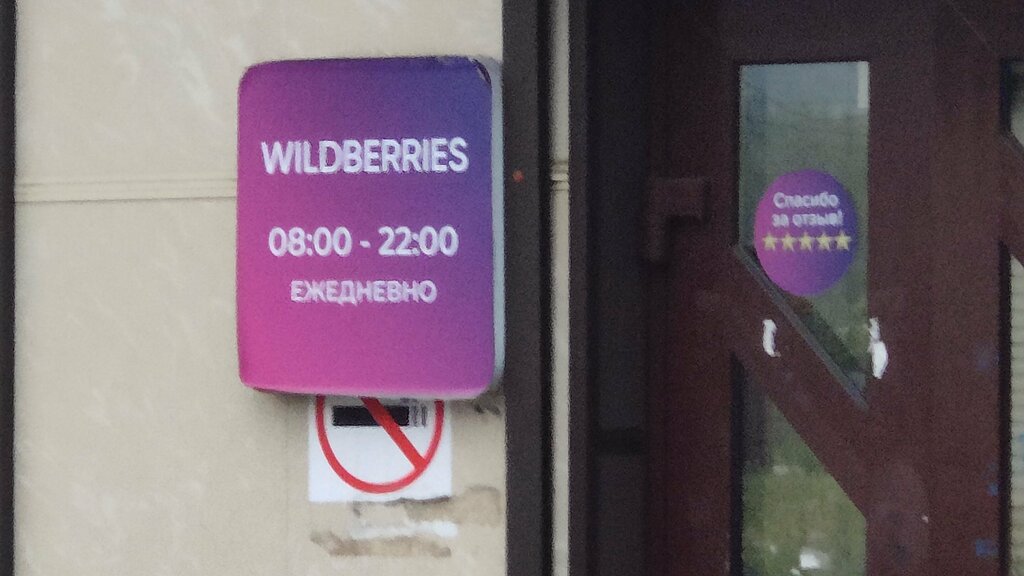 WILDBERRIES
08:00 - 22:00
ЕЖЕДНЕВНО
Спасибо
за отзыв!